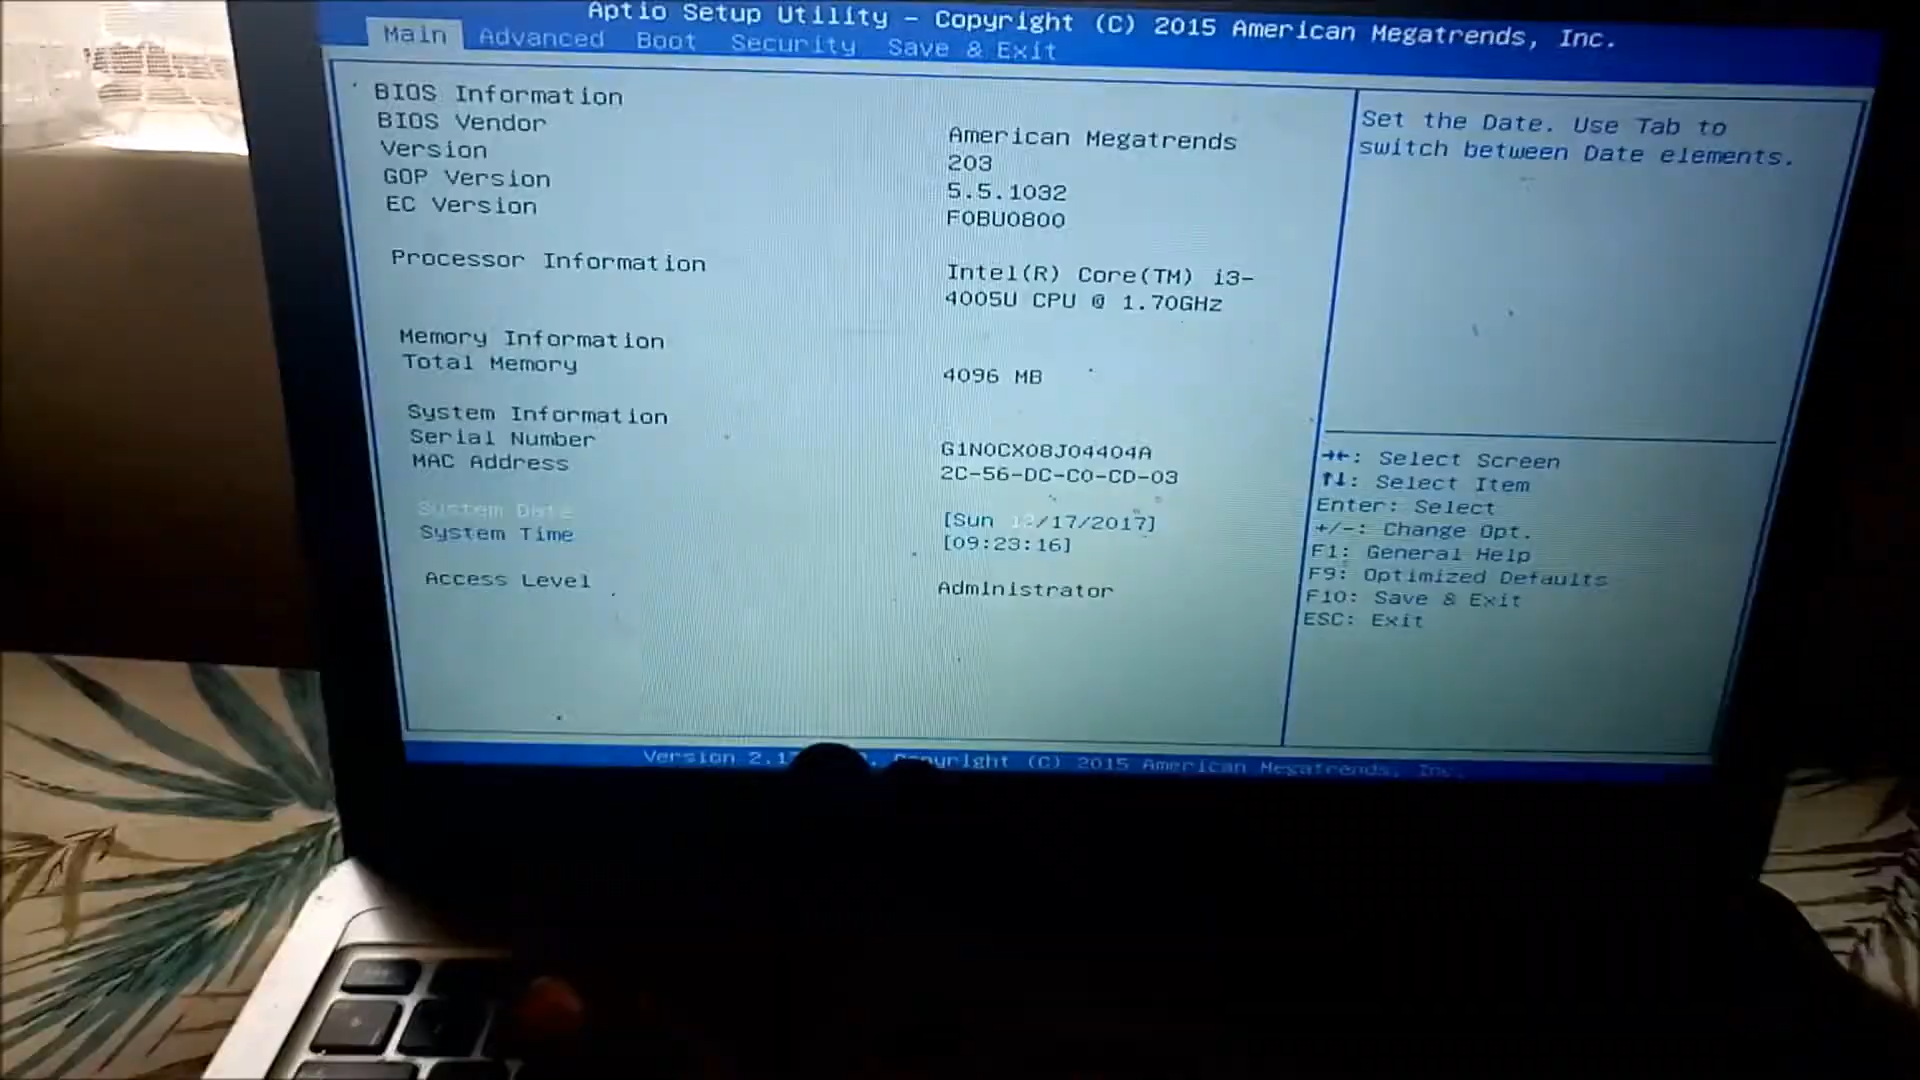 Aptio Setup Utility - Copyright (C) 2015 American Megatrends, Inc.
Main Advanced Boot Security Save & Exit
BIOS Information
BIOS Vendor American Megatrends
Version 203
GOP Version 5.5.1032
EC Version F0BU0800
Processor Information Intel(R) Core(TM) i3-
4005U CPU @ 1.70GHz
Memory Information
Total Memory 4096 MB
System Information
Serial Number G1N0CX08J04404A
MAC Address 2C-56-DC-C0-CD-03
System Date [Sun 12/17/2017]
System Time [09:23:16]
Access Level Administrator
Set the Date. Use Tab to
switch between Date elements.
→←: Select Screen
↑↓: Select Item
Enter: Select
+/-: Change Opt.
F1: General Help
F9: Optimized Defaults
F10: Save & Exit
ESC: Exit
Version Copyright (C) 2015 American Megatrends, Inc.